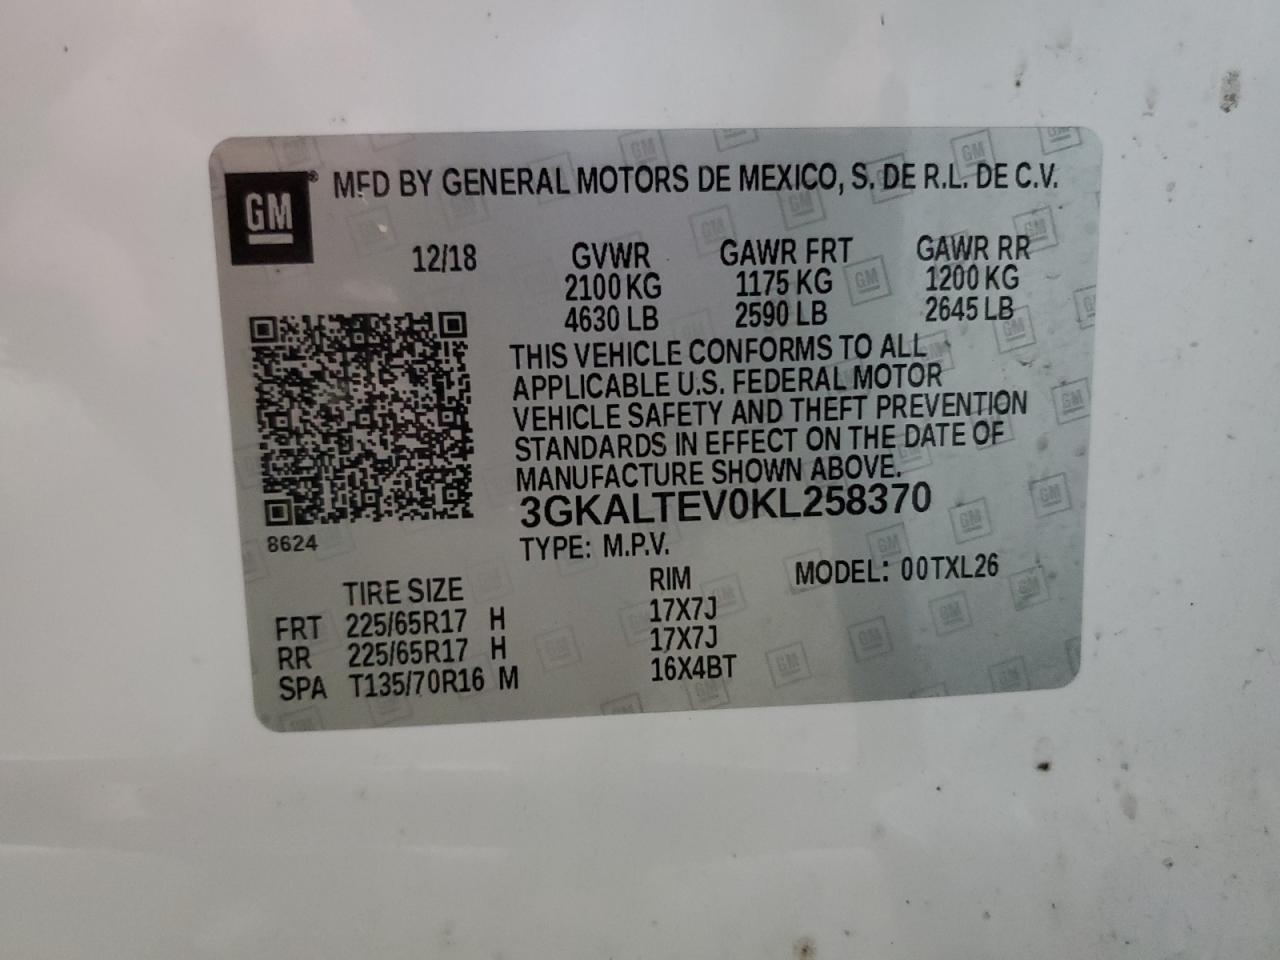 GM® MFD BY GENERAL MOTORS DE MEXICO, S. DE R.L. DE C.V.
12/18 GVWR GAWR FRT GAWR RR
2100 KG 1175 KG 1200 KG
4630 LB 2590 LB 2645 LB
THIS VEHICLE CONFORMS TO ALL
APPLICABLE U.S. FEDERAL MOTOR
VEHICLE SAFETY AND THEFT PREVENTION
STANDARDS IN EFFECT ON THE DATE OF
MANUFACTURE SHOWN ABOVE.
3GKALTEV0KL258370
8624
TYPE: M.P.V. MODEL: 00TXL26
TIRE SIZE RIM
FRT 225/65R17 H 17X7J
RR 225/65R17 H 17X7J
SPA T135/70R16 M 16X4BT